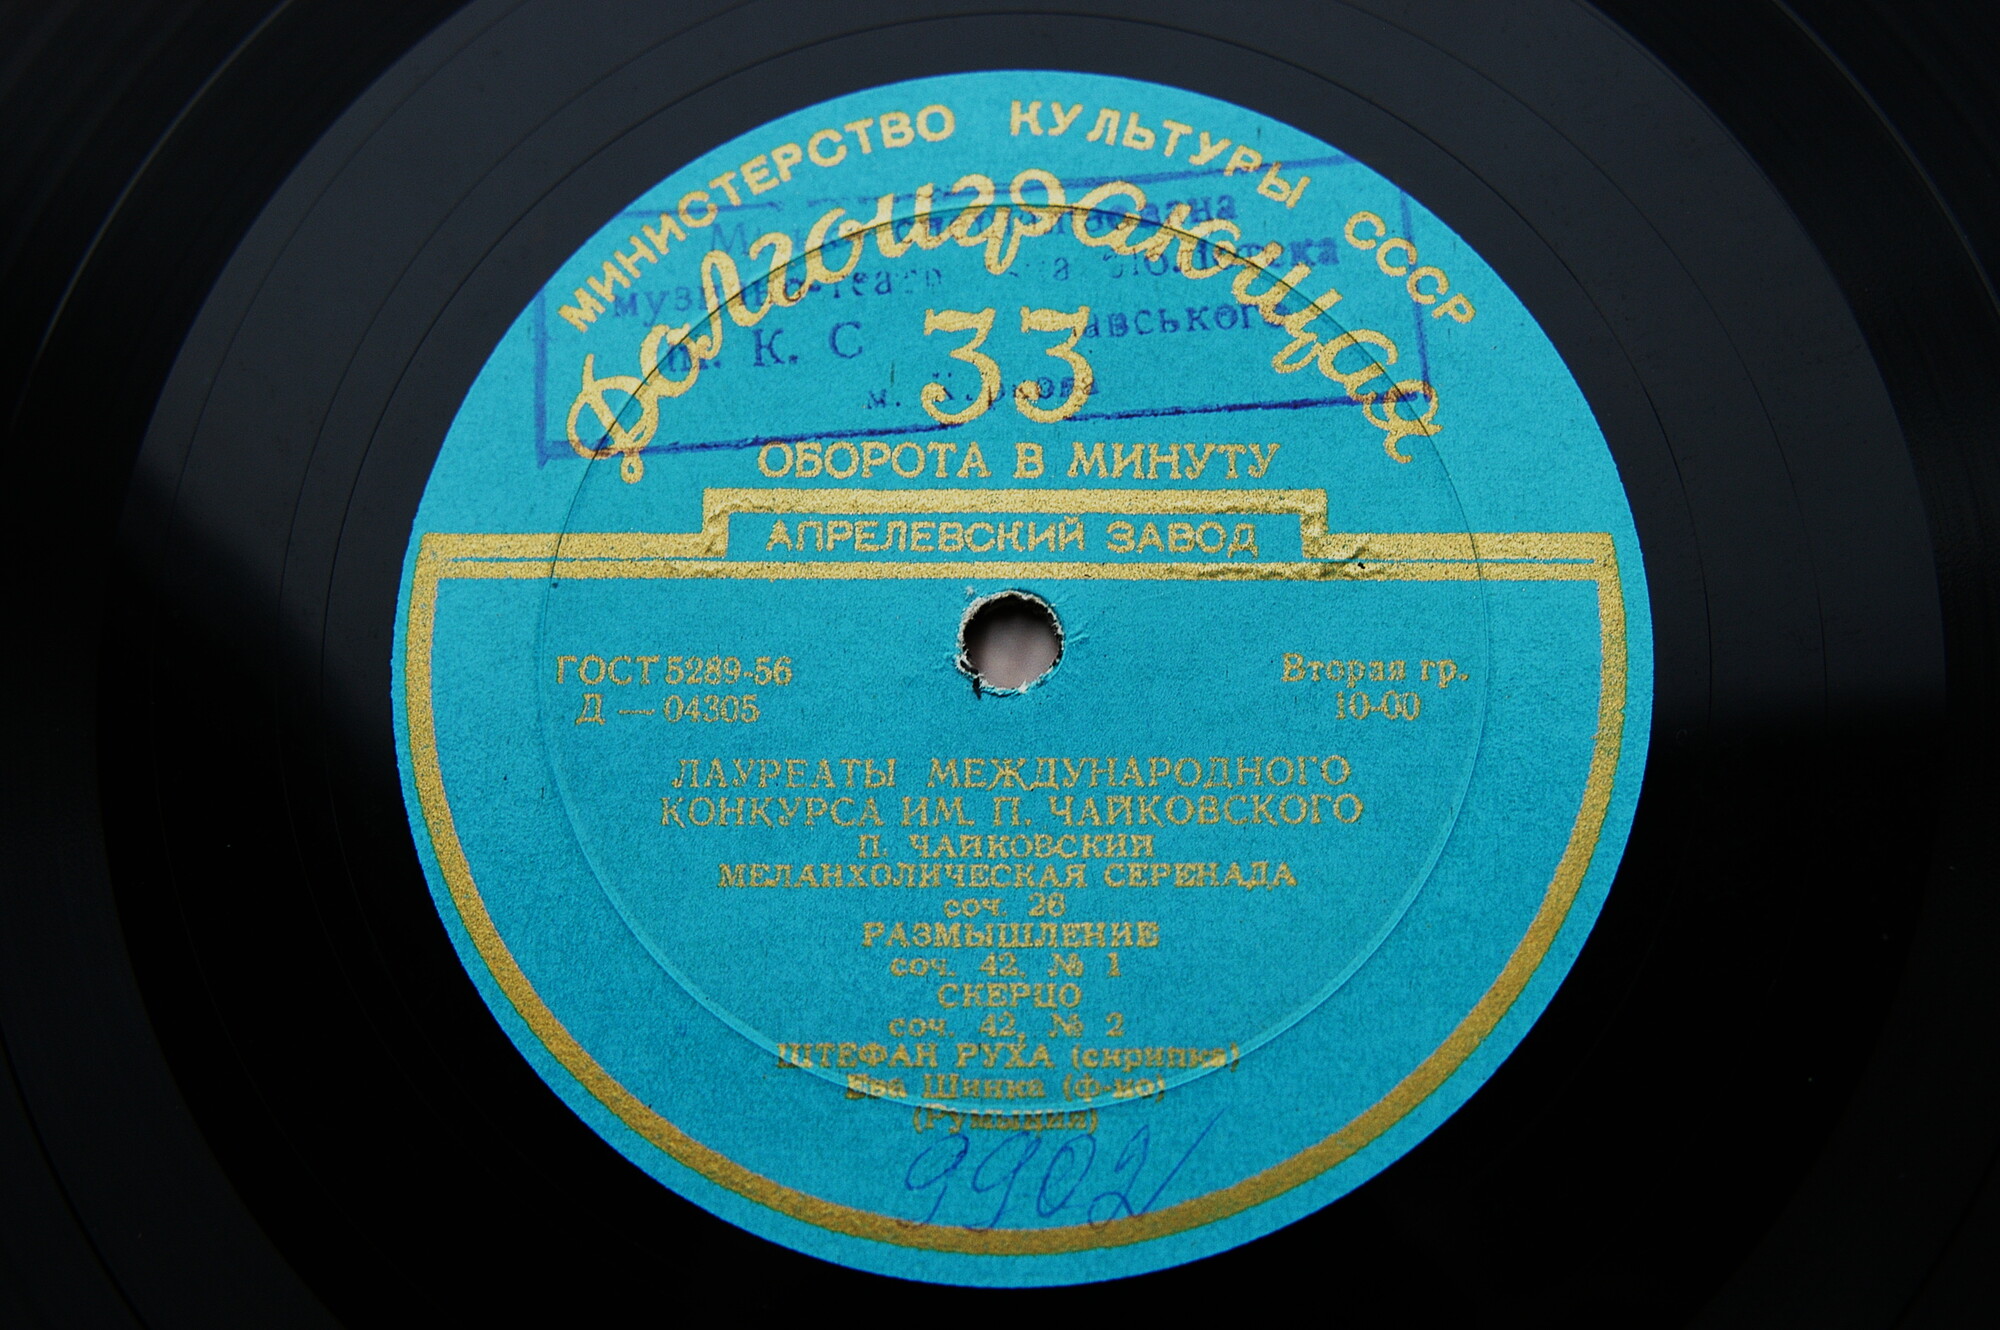 МИНИСТЕРСТВО КУЛЬТУРЫ СССР
Долгоиграющая
33
ОБОРОТА В МИНУТУ
АПРЕЛЕВСКИЙ ЗАВОД
ГОСТ 5289-56
Д — 04305
Вторая гр.
10-00
ЛАУРЕАТЫ МЕЖДУНАРОДНОГО
КОНКУРСА ИМ. П. ЧАЙКОВСКОГО
П. ЧАЙКОВСКИЙ
МЕЛАНХОЛИЧЕСКАЯ СЕРЕНАДА
соч. 26
РАЗМЫШЛЕНИЕ
соч. 42, № 1
СКЕРЦО
соч. 42, № 2
ШТЕФАН РУХА (скрипка)
Ева Шинка (ф-но)
(Румыния)
9902